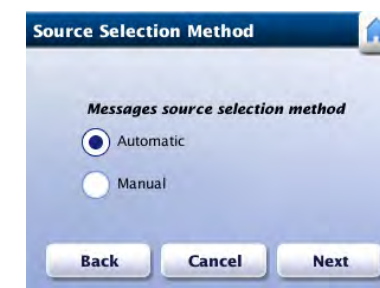 Source Selection Method
Messages source selection method
Automatic
Manual
Back Cancel Next